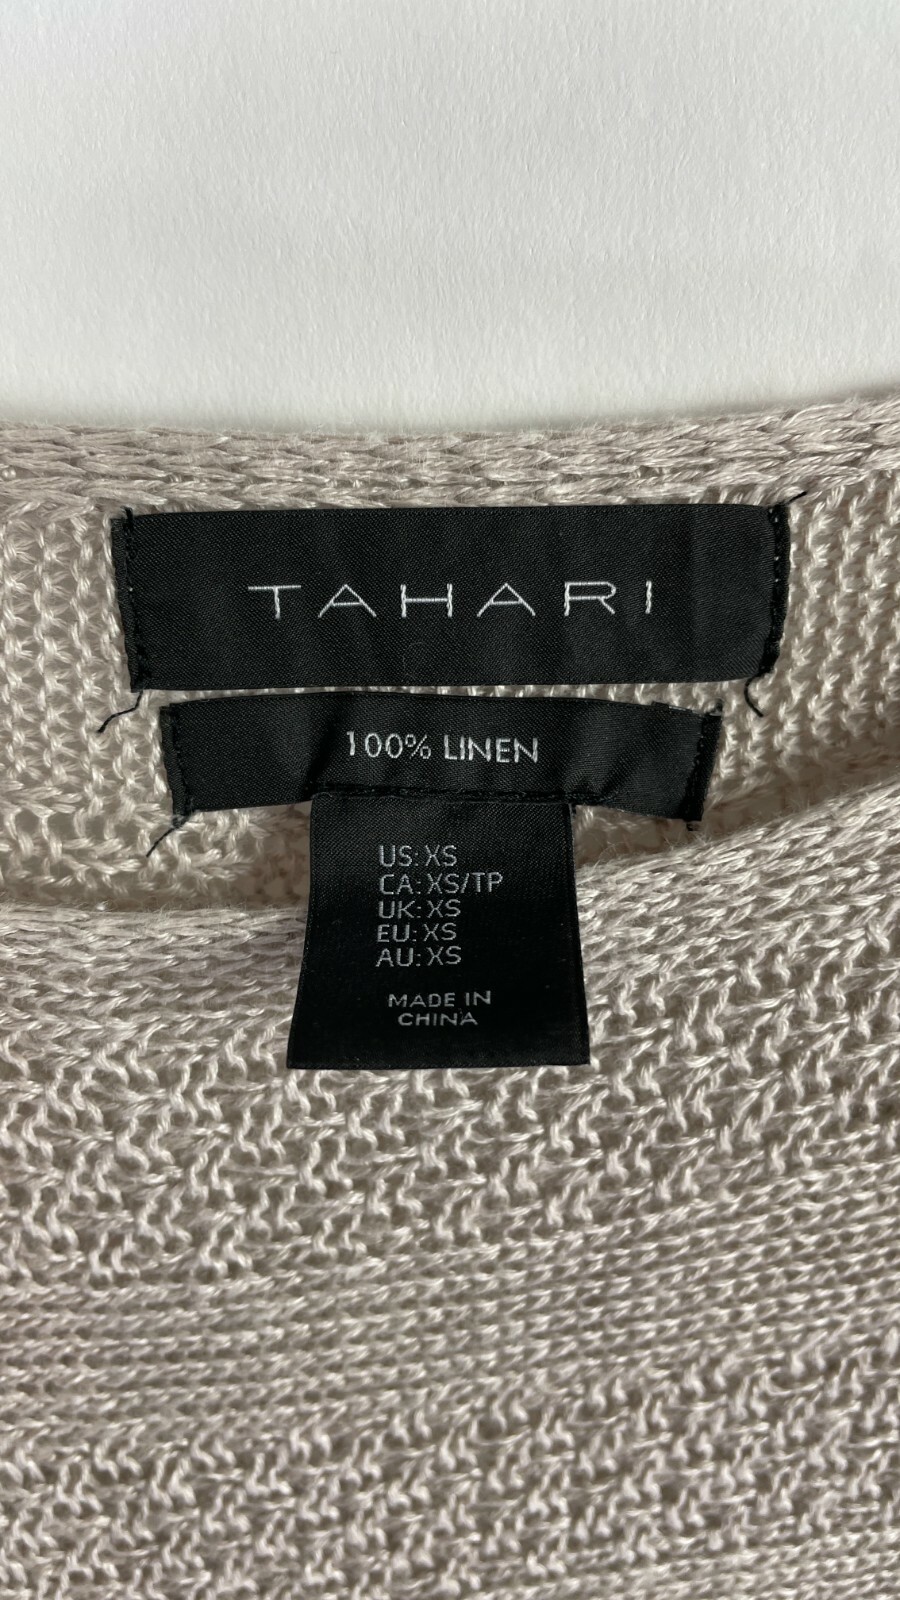 TAHARI
100% LINEN
US: XS
CA: XS/TP
UK: XS
EU: XS
AU: XS
MADE IN
CHINA